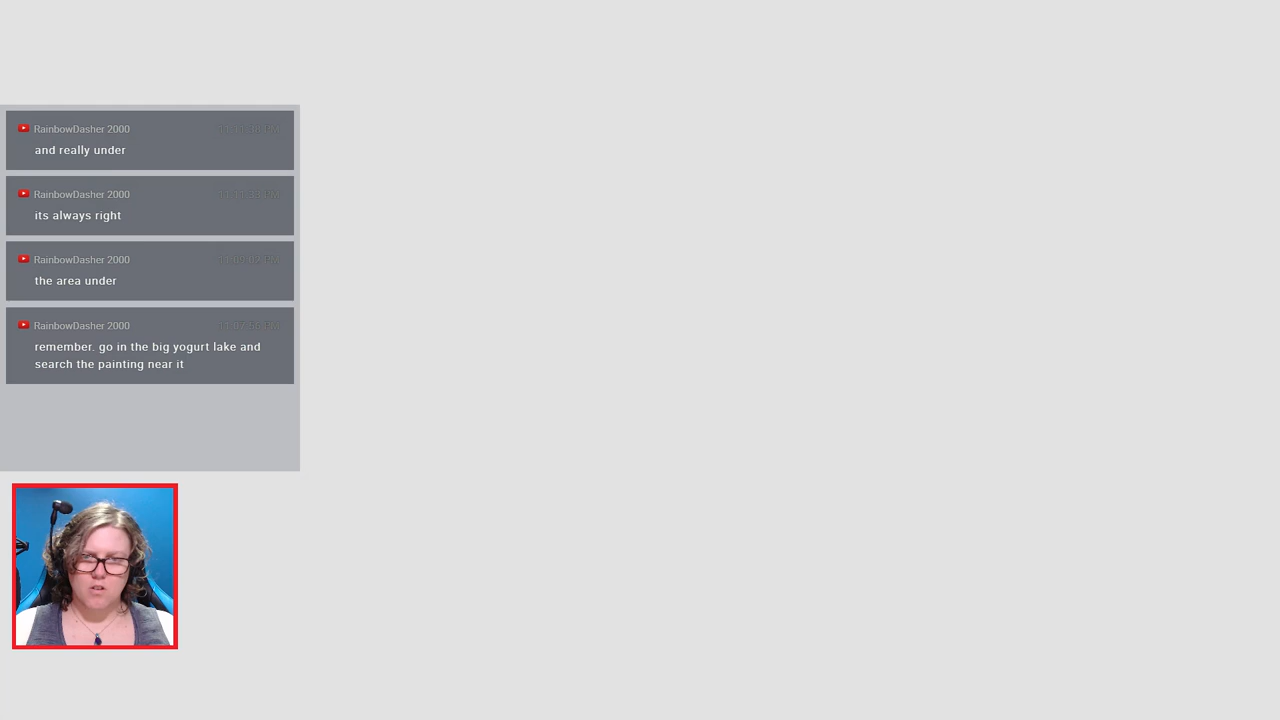 RainbowDasher 2000
and really under
RainbowDasher 2000
its always right
RainbowDasher 2000
the area under
RainbowDasher 2000
remember. go in the big yogurt lake and
search the painting near it